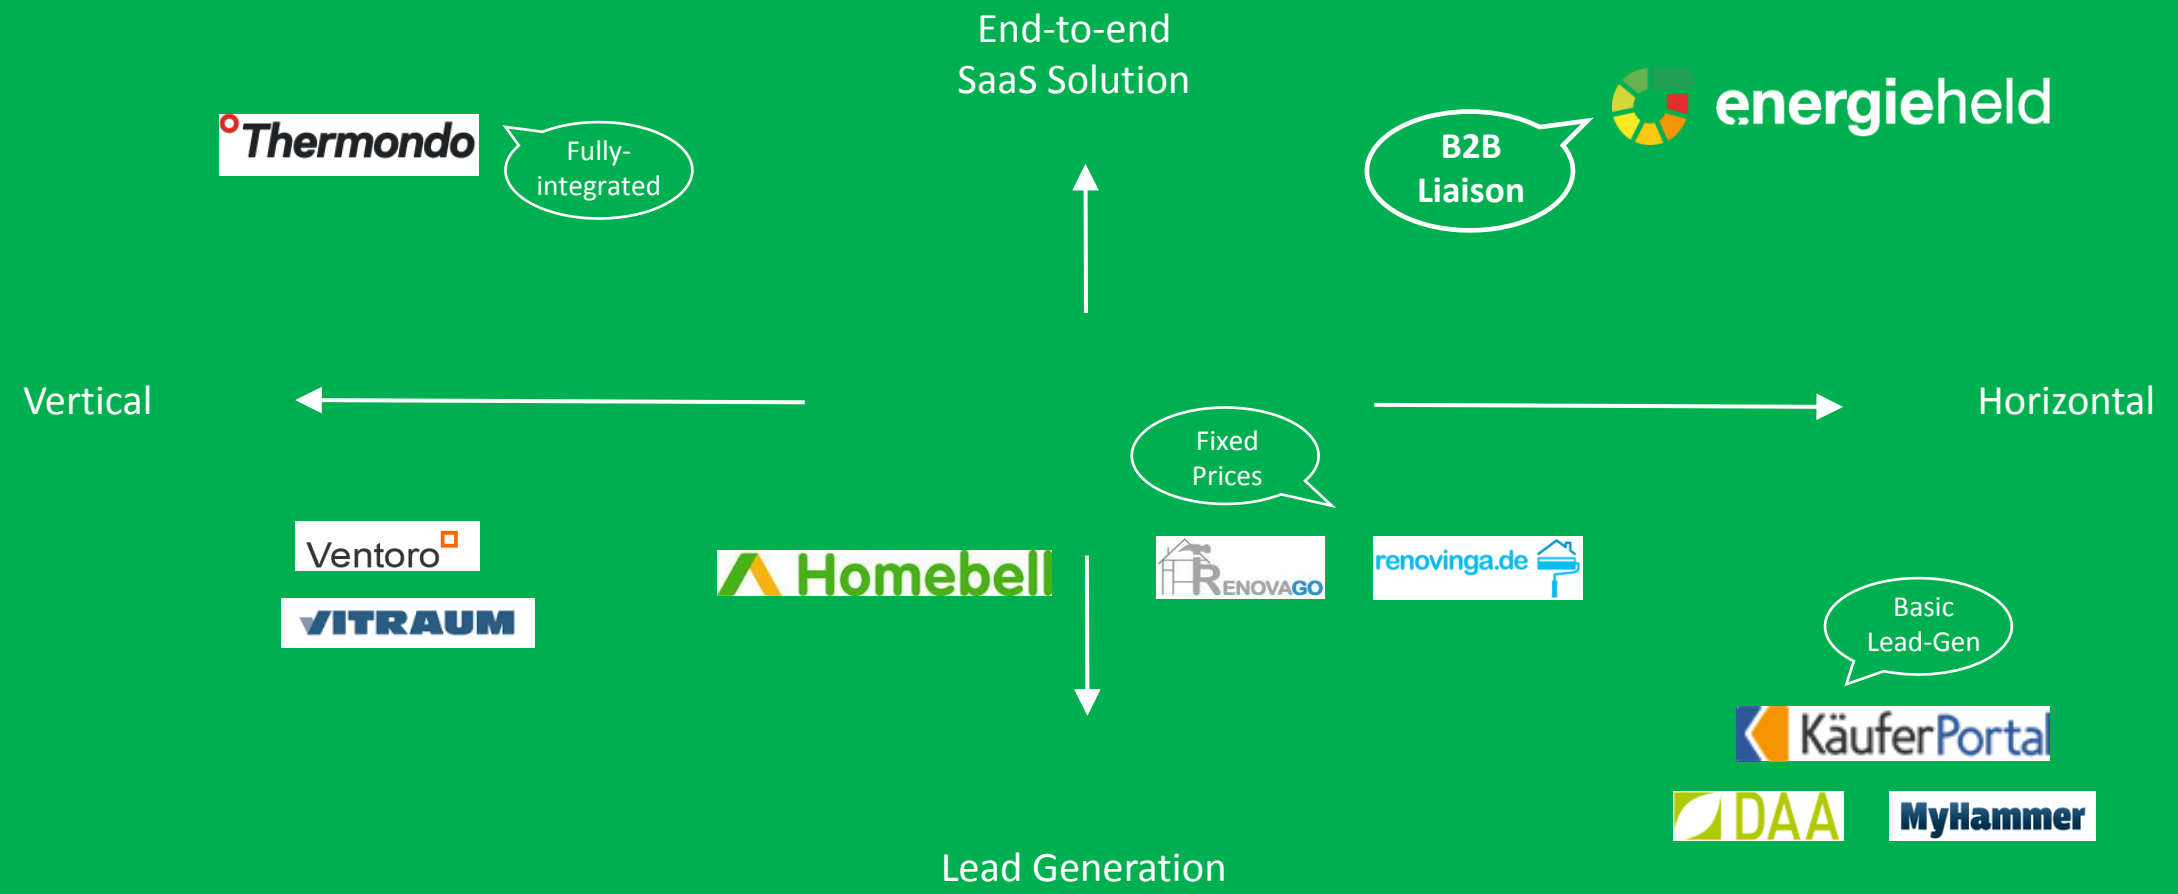 End-to-end
SaaS Solution
Thermondo
Fully-
integrated
B2B
Liaison
energieheld
Vertical
Horizontal
Fixed
Prices
Ventoro
VITRAUM
Homebell
RENOVAGO
renovinga.de
Basic
Lead-Gen
KäuferPortal
DAA
MyHammer
Lead Generation